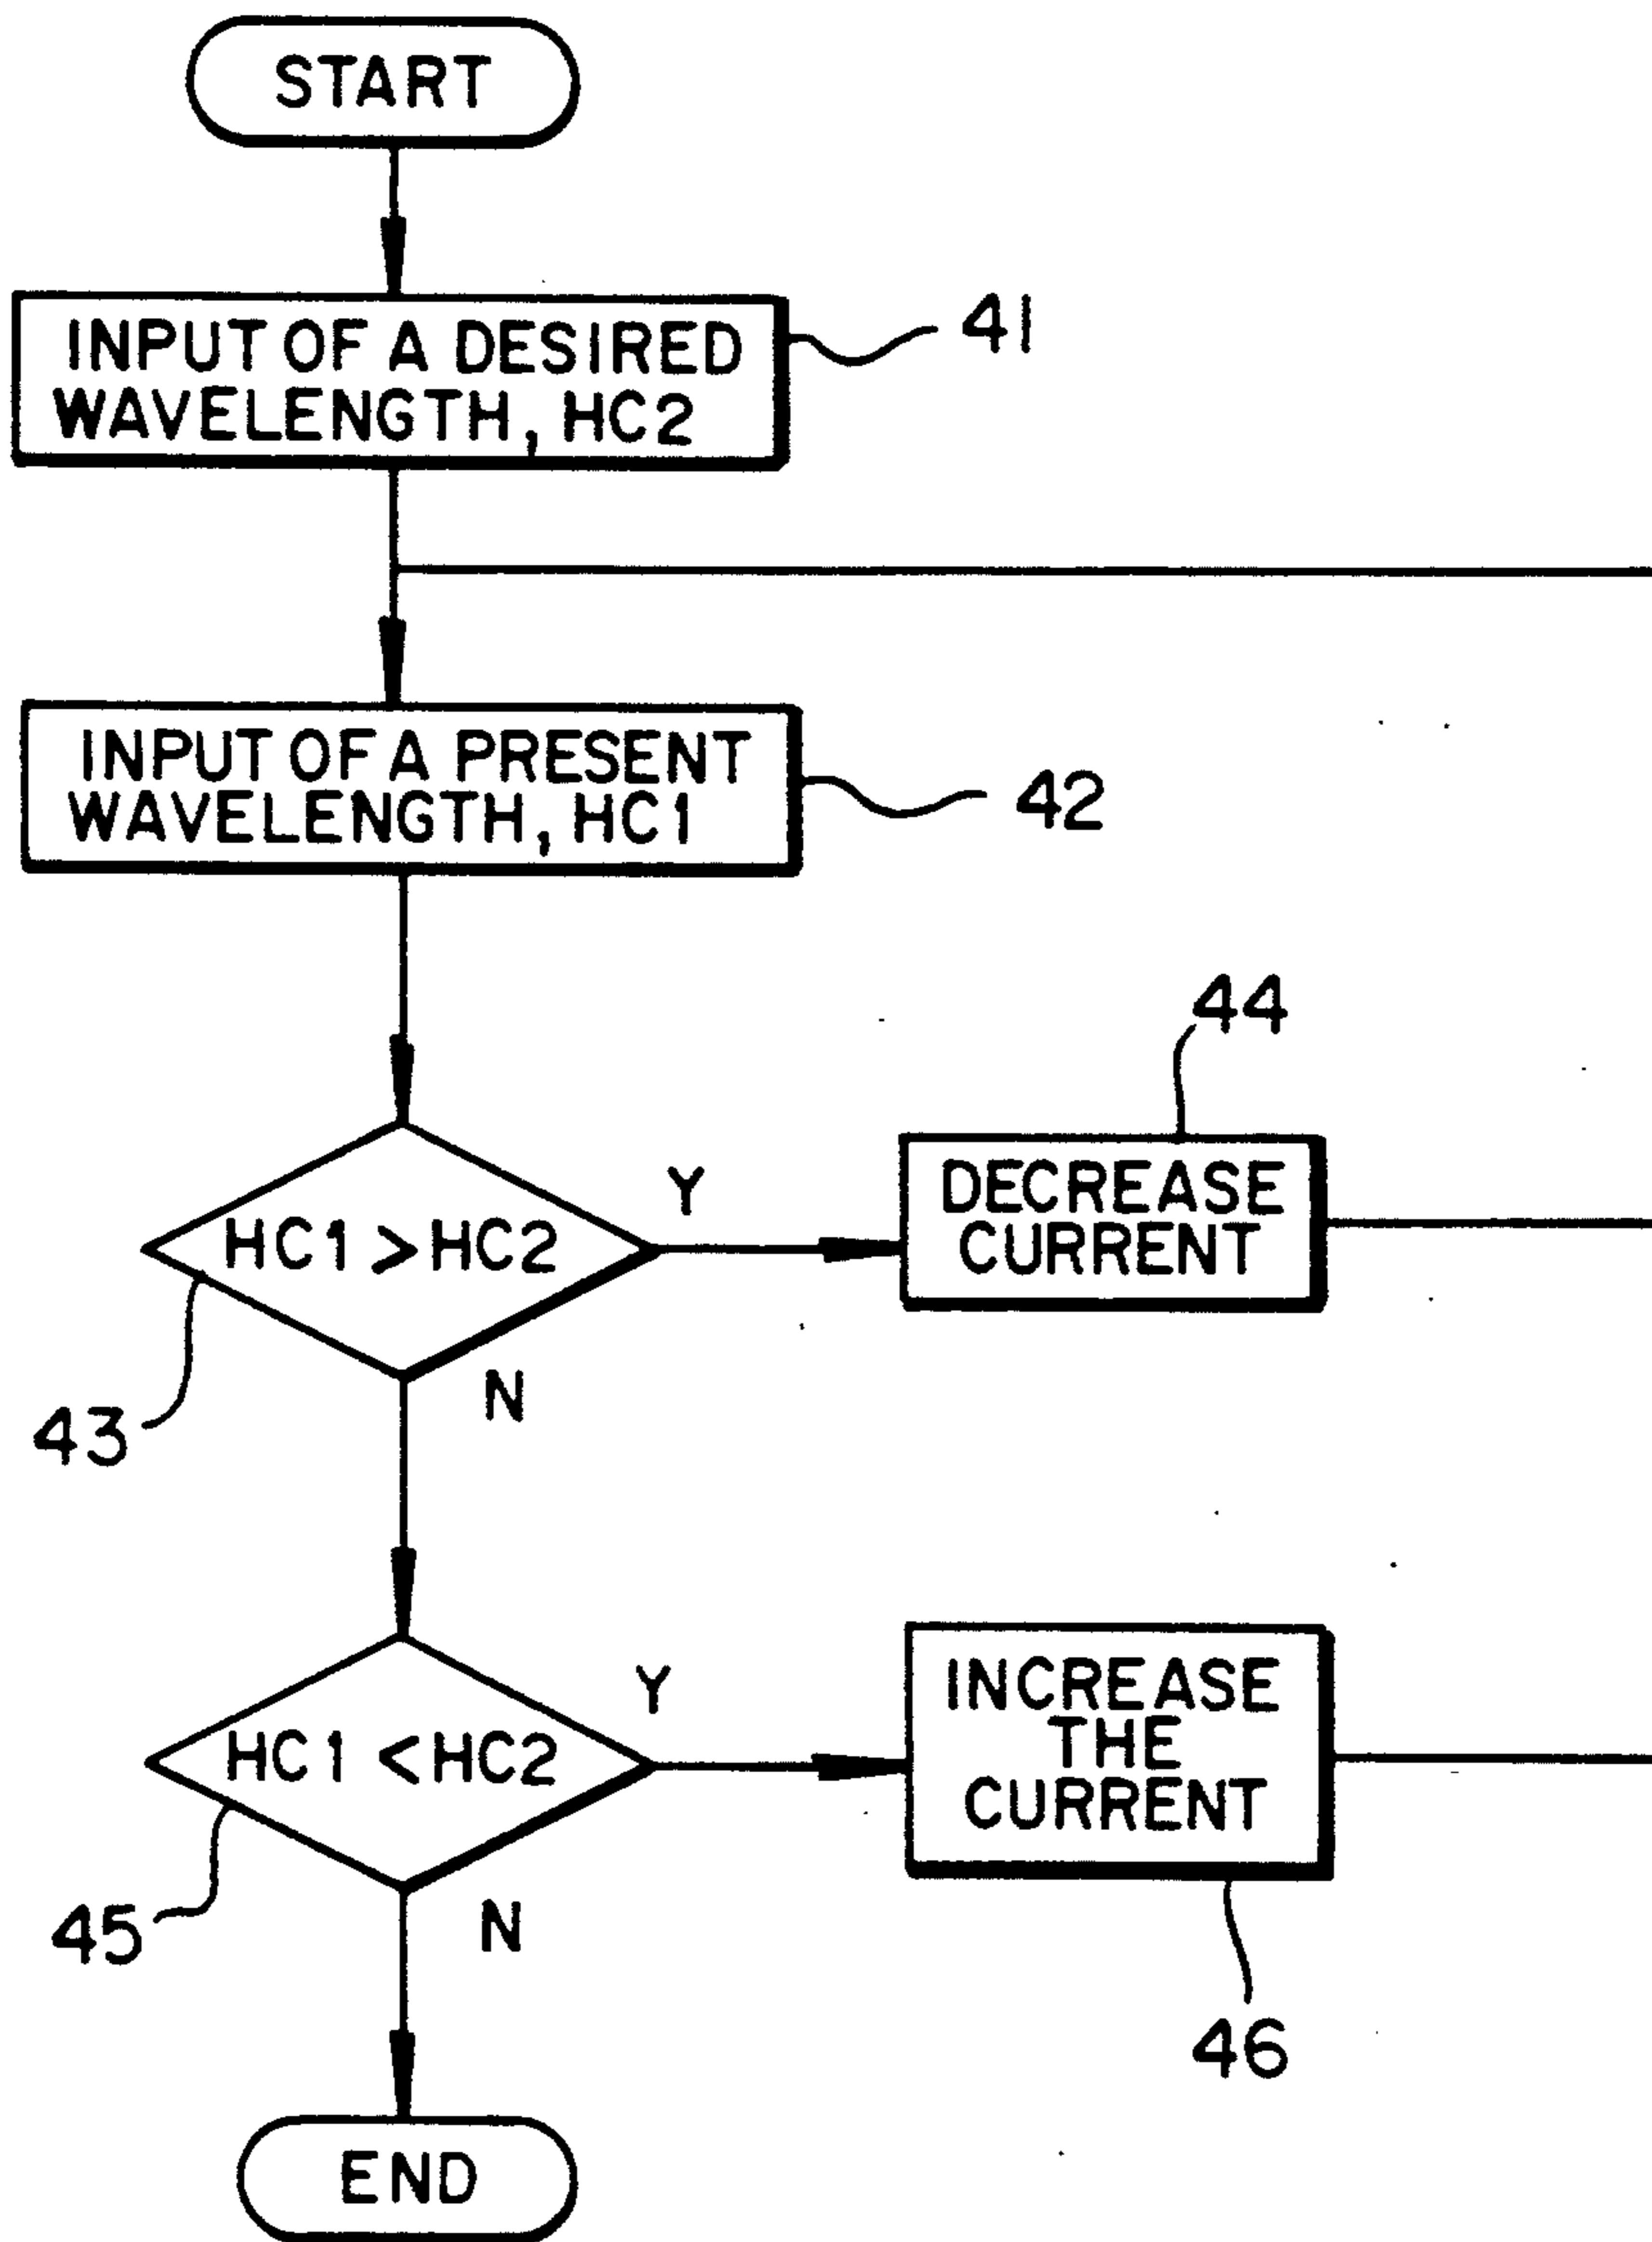 START
INPUT OF A DESIRED
WAVELENGTH, HC2
41
INPUT OF A PRESENT
WAVELENGTH, HC1
42
44
DECREASE
CURRENT
HC1 > HC2
Y
N
43
INCREASE
THE
CURRENT
HC1 < HC2
Y
N
45
46
END